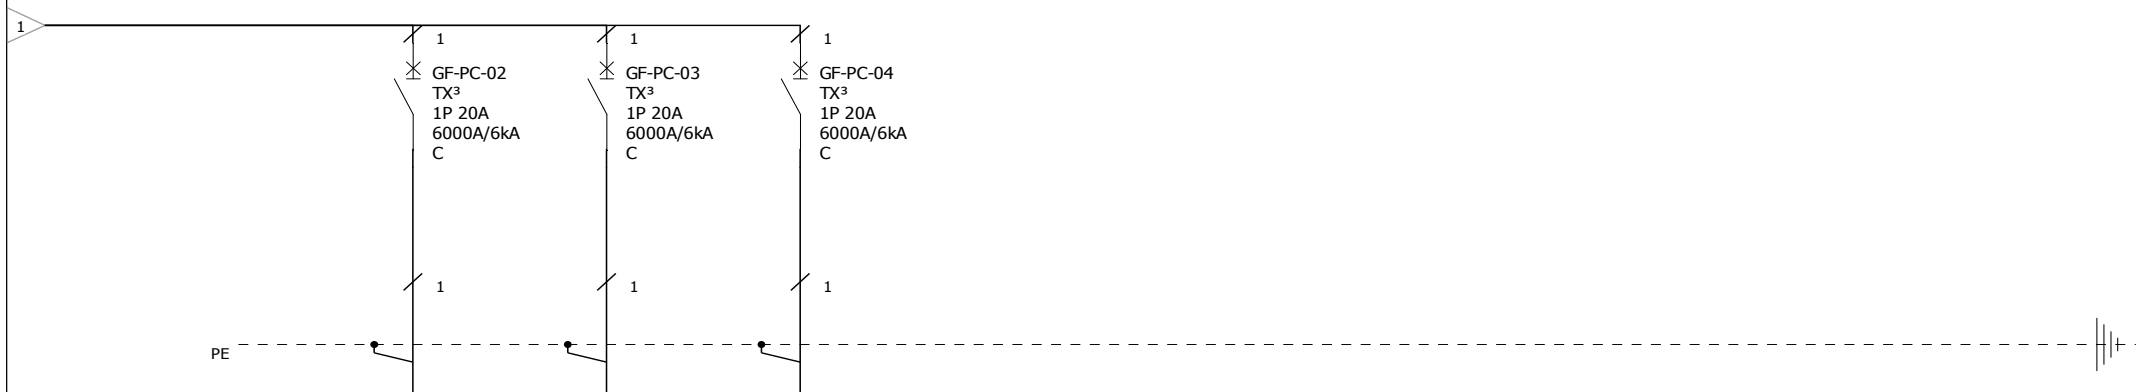 1
1
1
1
GF-PC-02
TX³
1P 20A
6000A/6kA
C
GF-PC-03
TX³
1P 20A
6000A/6kA
C
GF-PC-04
TX³
1P 20A
6000A/6kA
C
1
1
1
PE